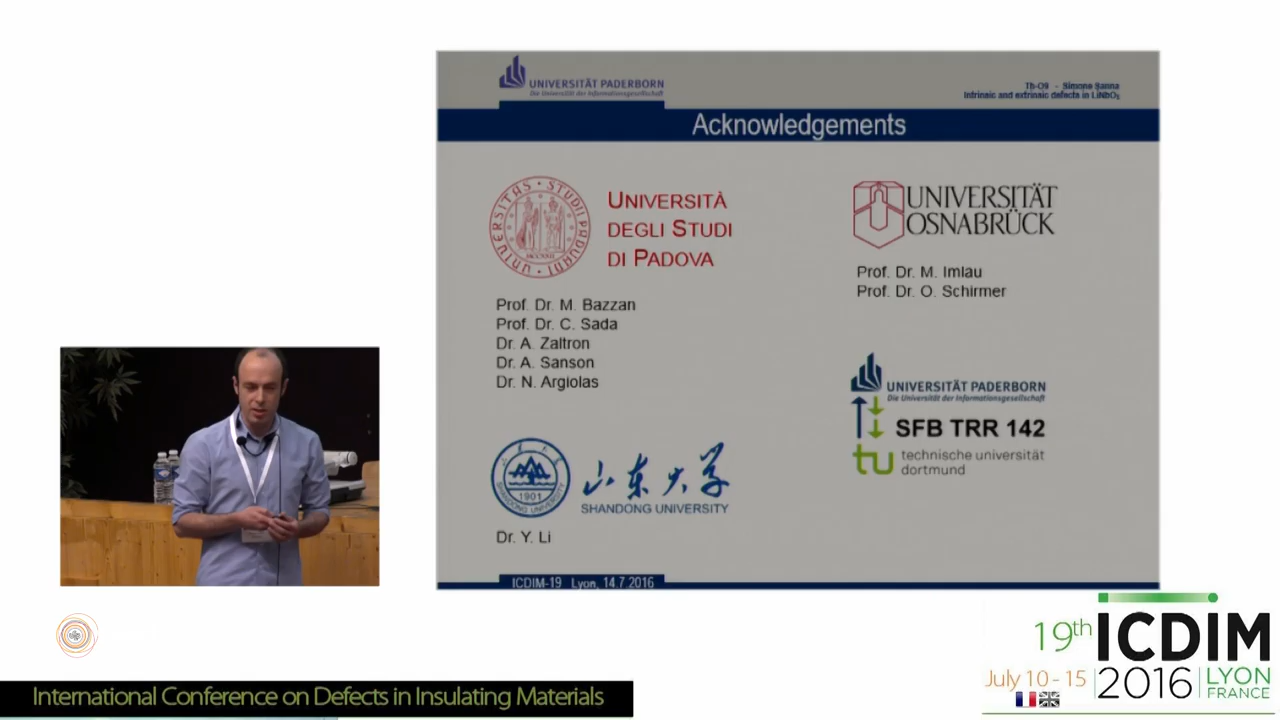 UNIVERSITÄT PADERBORN
Die Universität der Informationsgesellschaft
Th-O9 - Simone Sanna
Intrinsic and extrinsic defects in LiNbO₃
Acknowledgements
UNIVERSITÀ
DEGLI STUDI
DI PADOVA
Prof. Dr. M. Bazzan
Prof. Dr. C. Sada
Dr. A. Zaltron
Dr. A. Sanson
Dr. N. Argiolas
UNIVERSITÄT
OSNABRÜCK
Prof. Dr. M. Imlau
Prof. Dr. O. Schirmer
UNIVERSITÄT PADERBORN
Die Universität der Informationsgesellschaft
SFB TRR 142
tu technische universität
dortmund
1901
山东大学
SHANDONG UNIVERSITY
Dr. Y. Li
ICDIM-19 Lyon, 14.7.2016
19th ICDIM
July 10 - 15 2016 LYON
FRANCE
International Conference on Defects in Insulating Materials